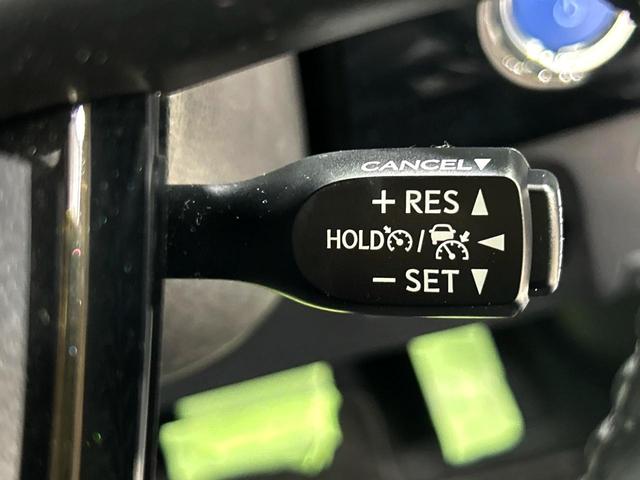 CANCEL▼
+ RES ▲
HOLD / ◀
− SET ▼